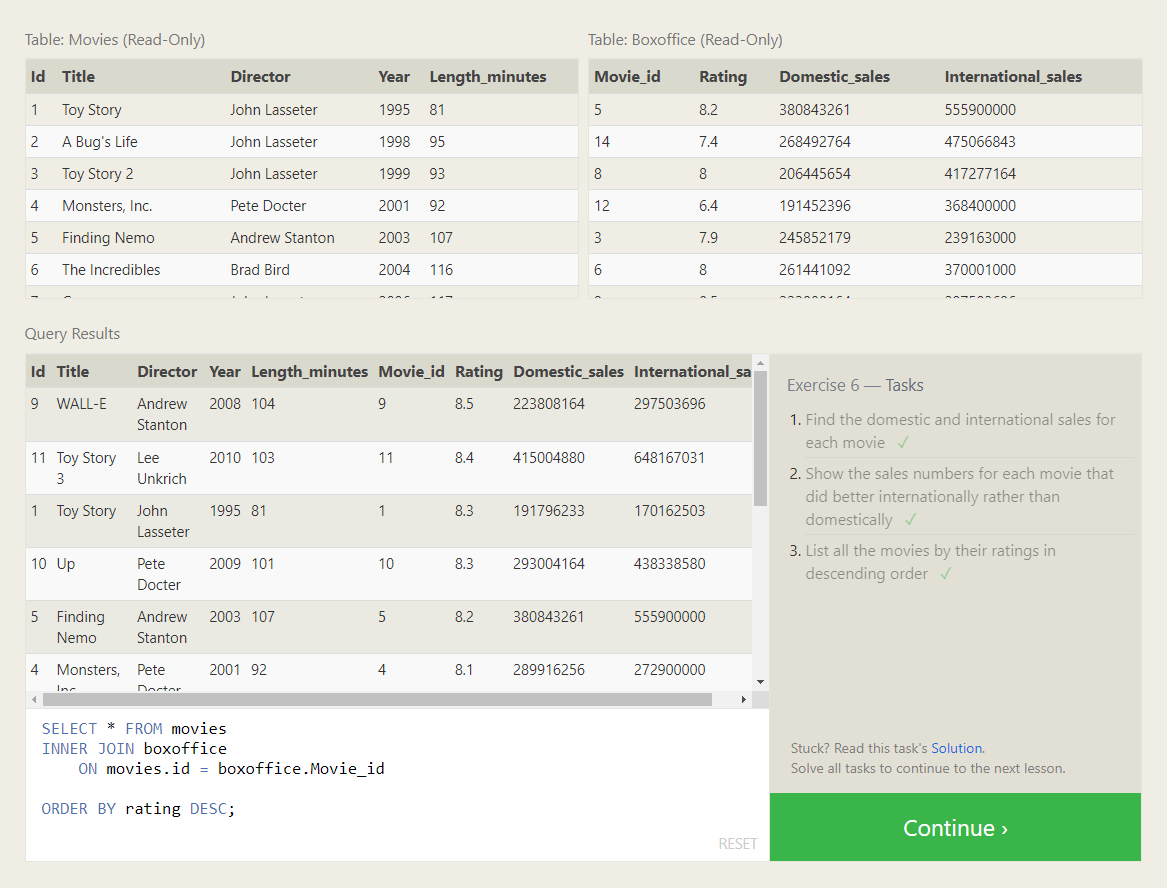 Table: Movies (Read-Only)
Id Title Director Year Length_minutes
1 Toy Story John Lasseter 1995 81
2 A Bug's Life John Lasseter 1998 95
3 Toy Story 2 John Lasseter 1999 93
4 Monsters, Inc. Pete Docter 2001 92
5 Finding Nemo Andrew Stanton 2003 107
6 The Incredibles Brad Bird 2004 116
Table: Boxoffice (Read-Only)
Movie_id Rating Domestic_sales International_sales
5 8.2 380843261 555900000
14 7.4 268492764 475066843
8 8 206445654 417277164
12 6.4 191452396 368400000
3 7.9 245852179 239163000
6 8 261441092 370001000
Query Results
Id Title Director Year Length_minutes Movie_id Rating Domestic_sales International_sa
9 WALL-E Andrew 2008 104 9 8.5 223808164 297503696
Stanton
11 Toy Story Lee 2010 103 11 8.4 415004880 648167031
3 Unkrich
1 Toy Story John 1995 81 1 8.3 191796233 170162503
Lasseter
10 Up Pete 2009 101 10 8.3 293004164 438338580
Docter
5 Finding Andrew 2003 107 5 8.2 380843261 555900000
Nemo Stanton
4 Monsters, Pete 2001 92 4 8.1 289916256 272900000
Inc. Docter
SELECT * FROM movies
INNER JOIN boxoffice
ON movies.id = boxoffice.Movie_id
ORDER BY rating DESC;
RESET
Exercise 6 — Tasks
1. Find the domestic and international sales for
each movie ✓
2. Show the sales numbers for each movie that
did better internationally rather than
domestically ✓
3. List all the movies by their ratings in
descending order ✓
Stuck? Read this task's Solution.
Solve all tasks to continue to the next lesson.
Continue ›